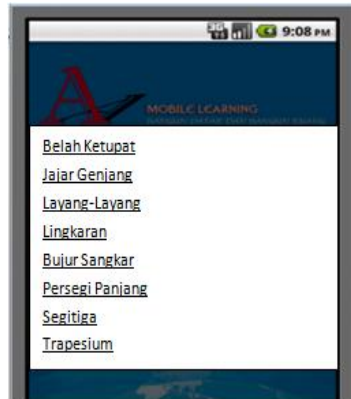 9:08 PM
A
MOBILE LEARNING
Belah Ketupat
Jajar Genjang
Layang-Layang
Lingkaran
Bujur Sangkar
Persegi Panjang
Segitiga
Trapesium